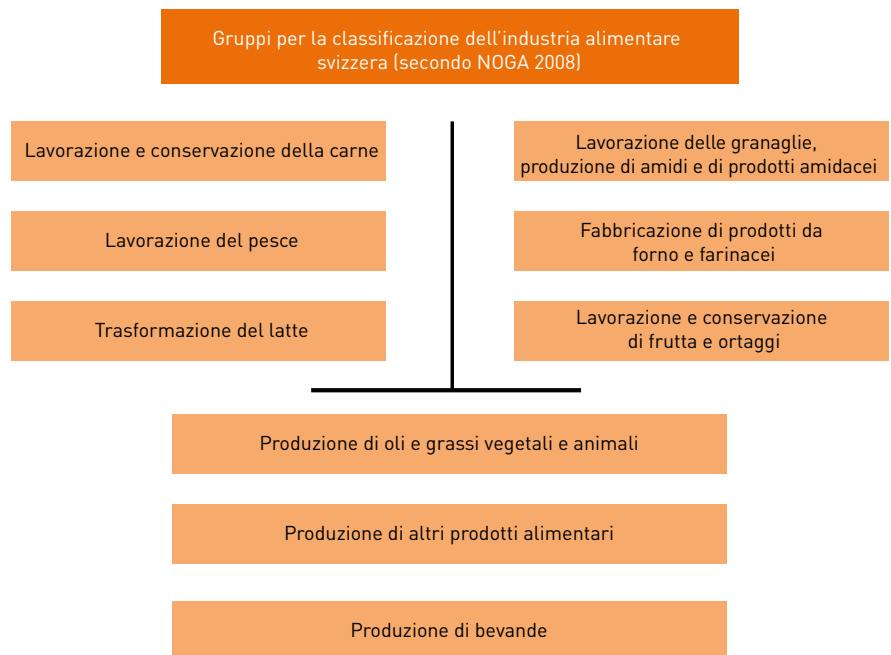 Gruppi per la classificazione dell'industria alimentare
svizzera (secondo NOGA 2008)
Lavorazione e conservazione della carne
Lavorazione del pesce
Trasformazione del latte
Lavorazione delle granaglie,
produzione di amidi e di prodotti amidacei
Fabbricazione di prodotti da
forno e farinacei
Lavorazione e conservazione
di frutta e ortaggi
Produzione di oli e grassi vegetali e animali
Produzione di altri prodotti alimentari
Produzione di bevande